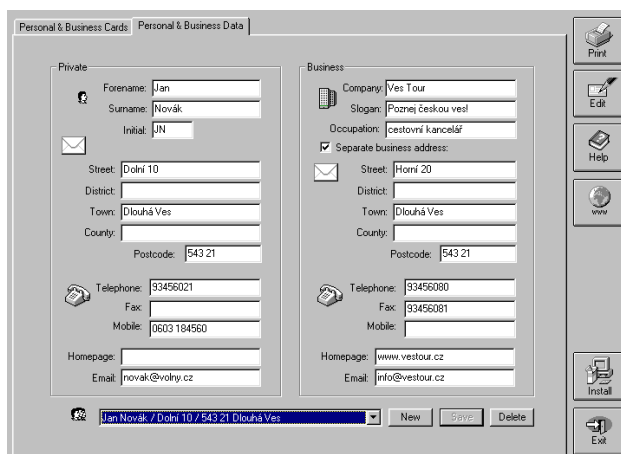 Personal & Business Cards
Personal & Business Data
Private
Forename: Jan
Surname: Novák
Initial: JN
Street: Dolní 10
District:
Town: Dlouhá Ves
County:
Postcode: 543 21
Telephone: 93456021
Fax:
Mobile: 0603 184560
Homepage:
Email: novak@volny.cz
Business
Company: Ves Tour
Slogan: Poznej českou ves!
Occupation: cestovní kancelář
Separate business address:
Street: Horní 20
District:
Town: Dlouhá Ves
County:
Postcode: 543 21
Telephone: 93456080
Fax: 93456081
Mobile:
Homepage: www.vestour.cz
Email: info@vestour.cz
Jan Novák / Dolní 10 / 543 21 Dlouhá Ves
New
Save
Delete
Print
Edit
Help
www
Install
Exit